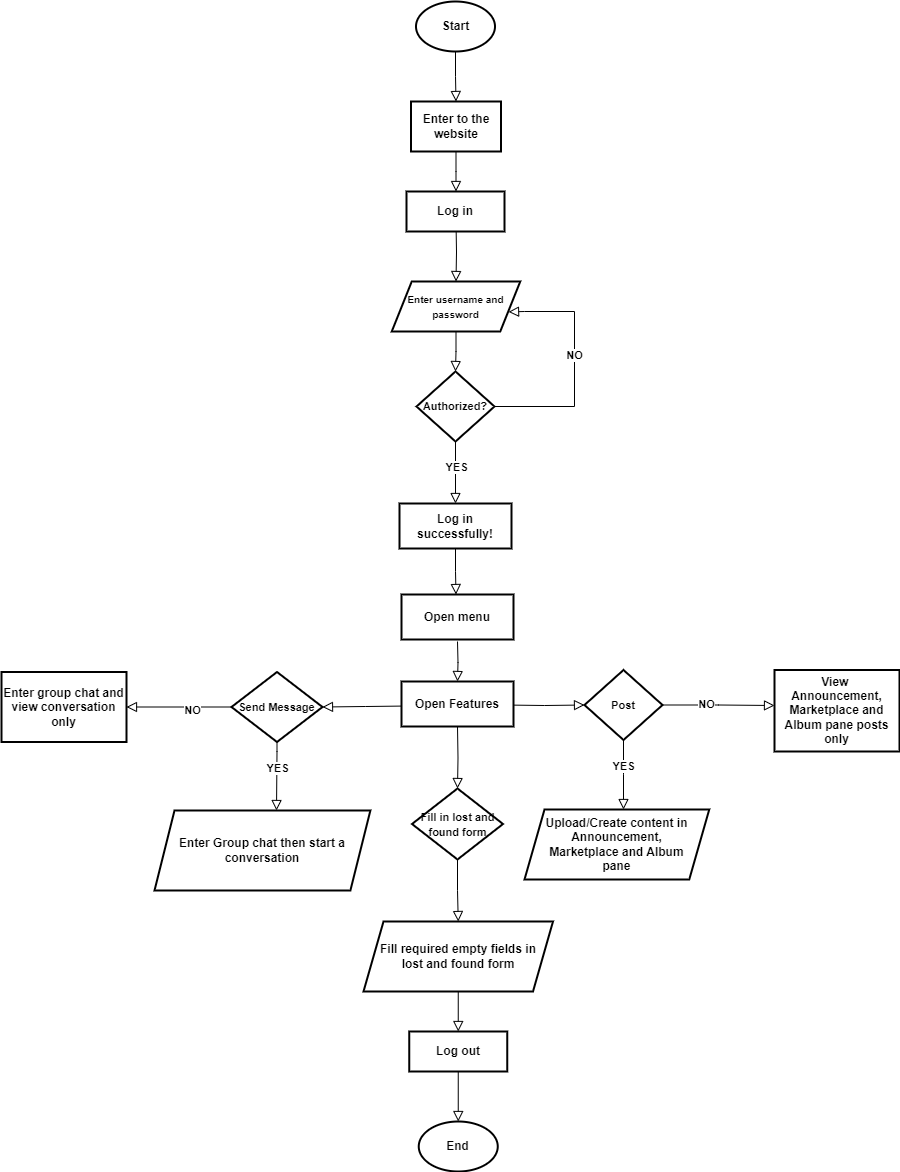 Start
Enter to the
website
Log in
Enter username and
password
NO
Authorized?
YES
Log in
successfully!
Open menu
Enter group chat and
view conversation
only
NO
Send Message
Open Features
Post
NO
View
Announcement,
Marketplace and
Album pane posts
only
YES
YES
Fill in lost and
found form
Enter Group chat then start a
conversation
Upload/Create content in
Announcement,
Marketplace and Album
pane
Fill required empty fields in
lost and found form
Log out
End